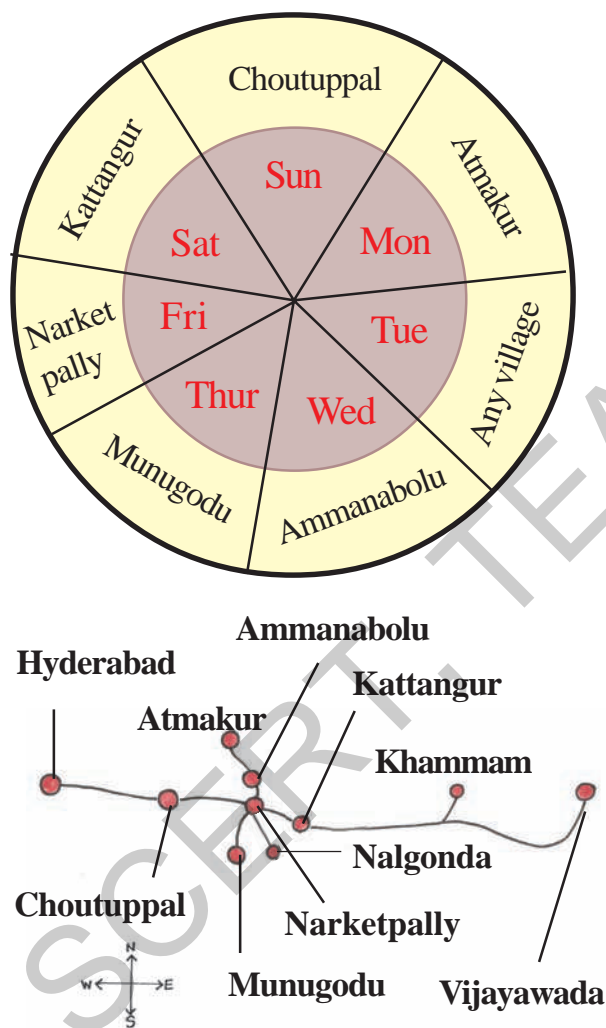 Choutuppal
Kattangur
Atmakur
Sun
Sat
Mon
Narket
pally
Fri
Tue
Any village
Thur
Wed
Munugodu
Ammanabolu
SCERT, TEA
Ammanabolu
Hyderabad
Kattangur
Atmakur
Khammam
Nalgonda
Choutuppal
Narketpally
N
W
E
S
Munugodu
Vijayawada